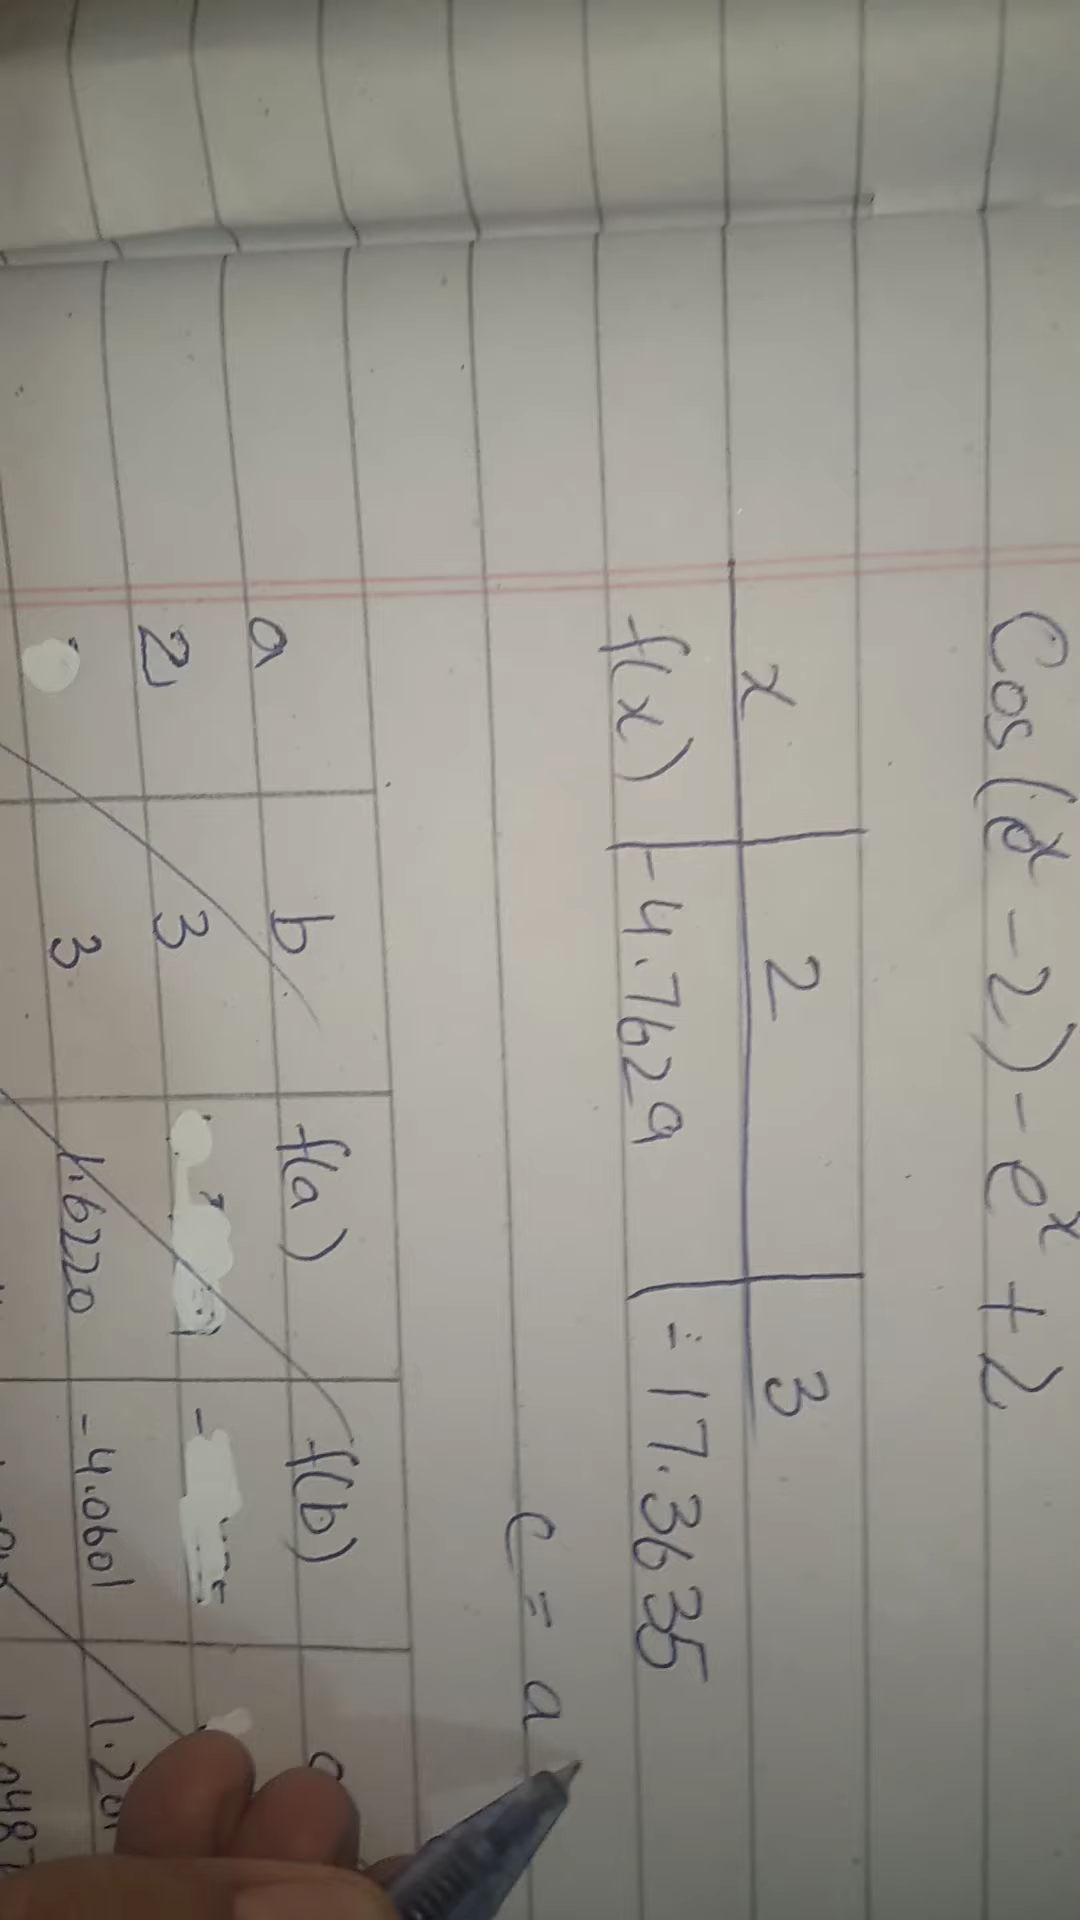 Cos(x-2)-e^x+2
x 2 3
f(x) -4.7629 = 17.3635
C = a
a b f(a) f(b) c
2 3 -
3 1.6220 -4.0601 1.20